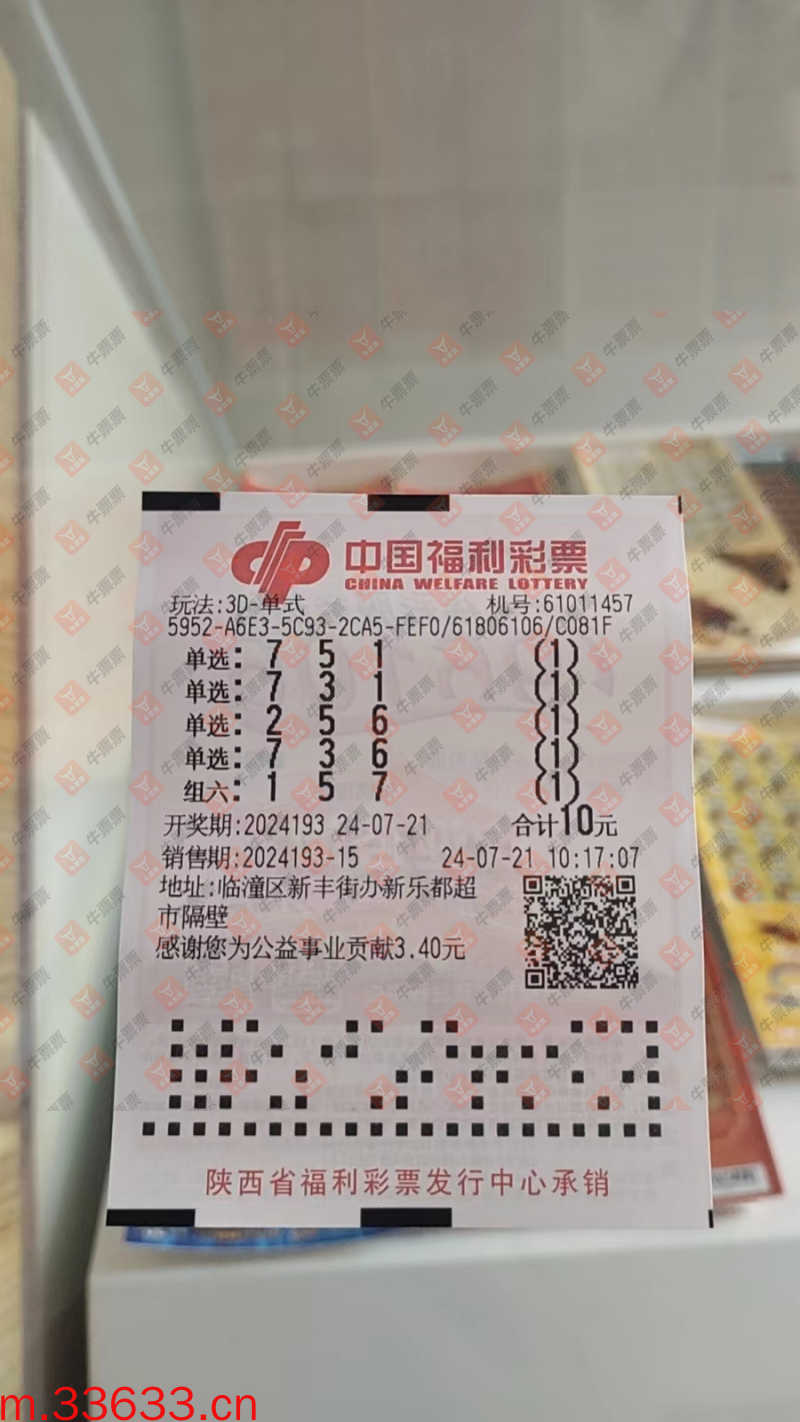 中国福利彩票
CHINA WELFARE LOTTERY
玩法:3D-单式 机号:61011457
5952-A6E3-5C93-2CA5-FEF0/61806106/C081F
单选: 7 5 1 (1)
单选: 7 3 1 (1)
单选: 2 5 6 (1)
单选: 7 3 6 (1)
组六: 1 5 7 (1)
开奖期:2024193 24-07-21 合计10元
销售期:2024193-15 24-07-21 10:17:07
地址:临潼区新丰街办新乐都超
市隔壁
感谢您为公益事业贡献3.40元
陕西省福利彩票发行中心承销
牛票票
m.33633.cn